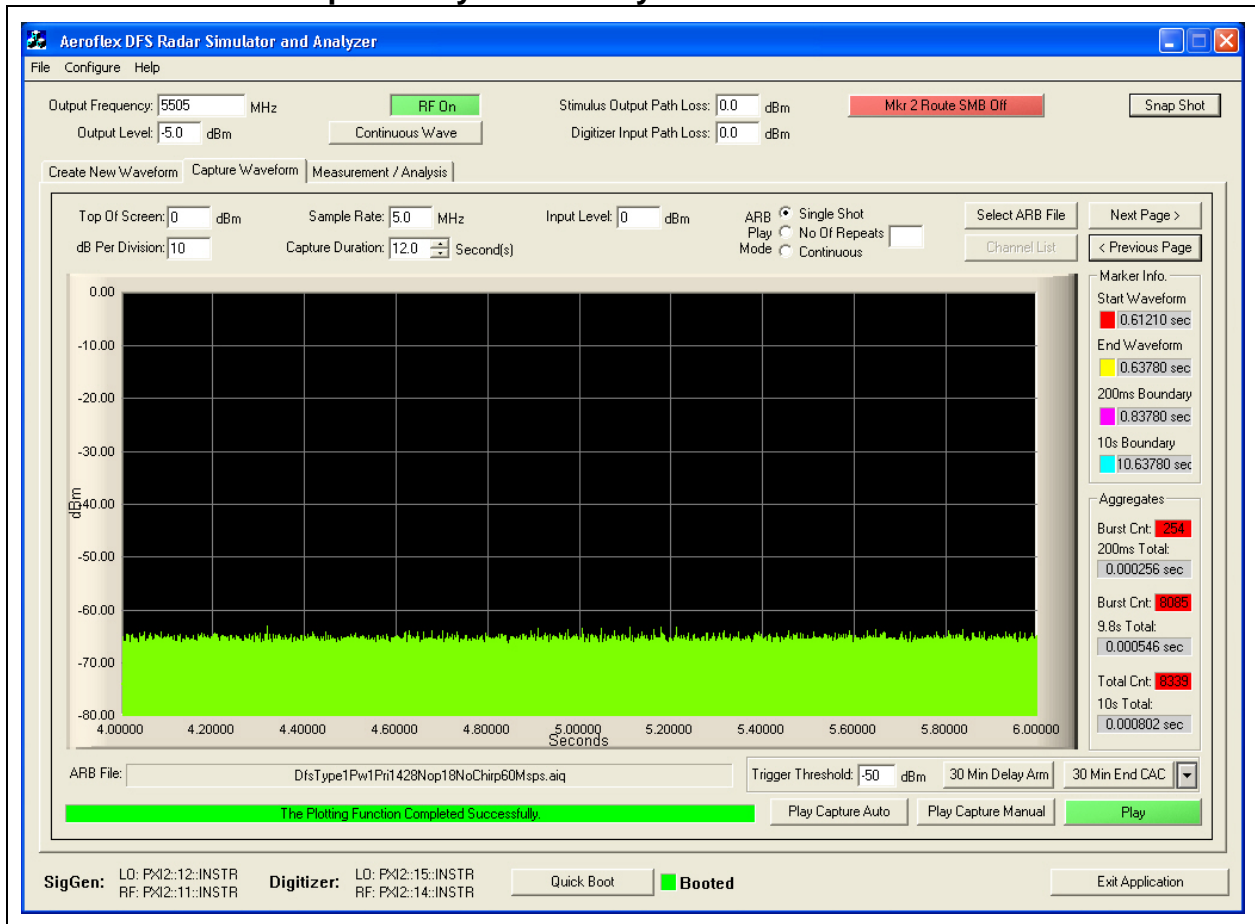 Aeroflex DFS Radar Simulator and Analyzer
File Configure Help
Output Frequency: 5505 MHz
RF On
Stimulus Output Path Loss: 0.0 dBm
Mkr 2 Route SMB Off
Snap Shot
Output Level: -5.0 dBm
Continuous Wave
Digitizer Input Path Loss: 0.0 dBm
Create New Waveform Capture Waveform Measurement / Analysis
Top Of Screen: 0 dBm
Sample Rate: 5.0 MHz
Input Level: 0 dBm
ARB Play Mode
Single Shot
No Of Repeats
Continuous
Select ARB File
Next Page >
dB Per Division: 10
Capture Duration: 12.0 Second(s)
Channel List
< Previous Page
0.00
-10.00
-20.00
-30.00
-40.00
-50.00
-60.00
-70.00
-80.00
dBm
4.00000 4.20000 4.40000 4.60000 4.80000 5.00000 5.20000 5.40000 5.60000 5.80000 6.00000
Seconds
Marker Info.
Start Waveform
0.61210 sec
End Waveform
0.63780 sec
200ms Boundary
0.83780 sec
10s Boundary
10.63780 sec
Aggregates
Burst Cnt: 254
200ms Total:
0.000256 sec
Burst Cnt: 8085
9.8s Total:
0.000546 sec
Total Cnt: 8339
10s Total:
0.000802 sec
ARB File: DfsType1Pw1Pri1428Nop18NoChirp60Msps.aiq
Trigger Threshold: -50 dBm
30 Min Delay Arm
30 Min End CAC
The Plotting Function Completed Successfully.
Play Capture Auto
Play Capture Manual
Play
SigGen: LO: PXI2::12::INSTR
RF: PXI2::11::INSTR
Digitizer: LO: PXI2::15::INSTR
RF: PXI2::14::INSTR
Quick Boot
Booted
Exit Application